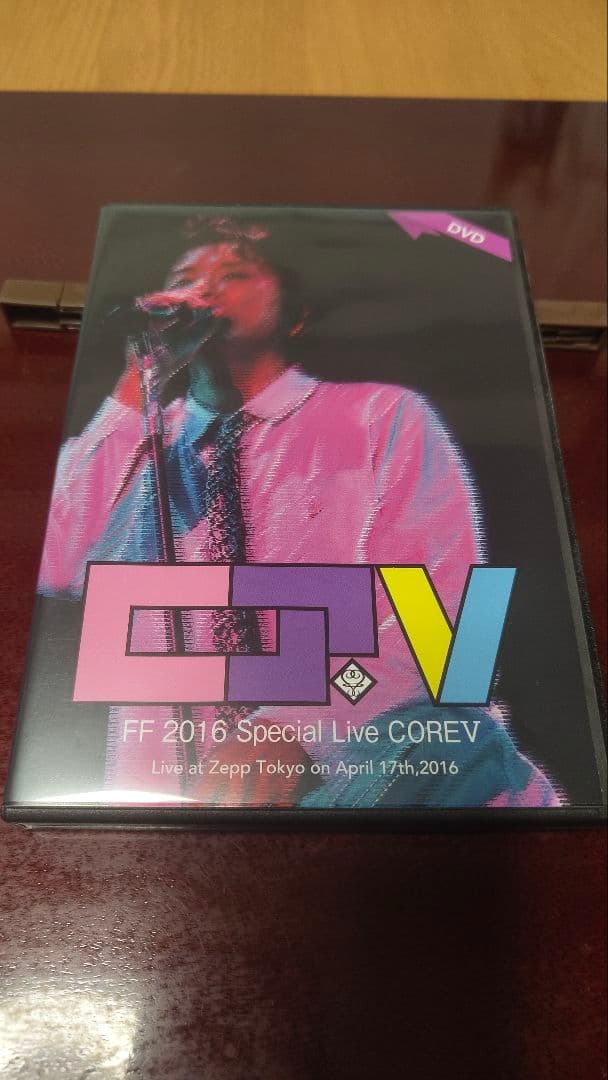 DVD
FF 2016 Special Live COREV
Live at Zepp Tokyo on April 17th,2016